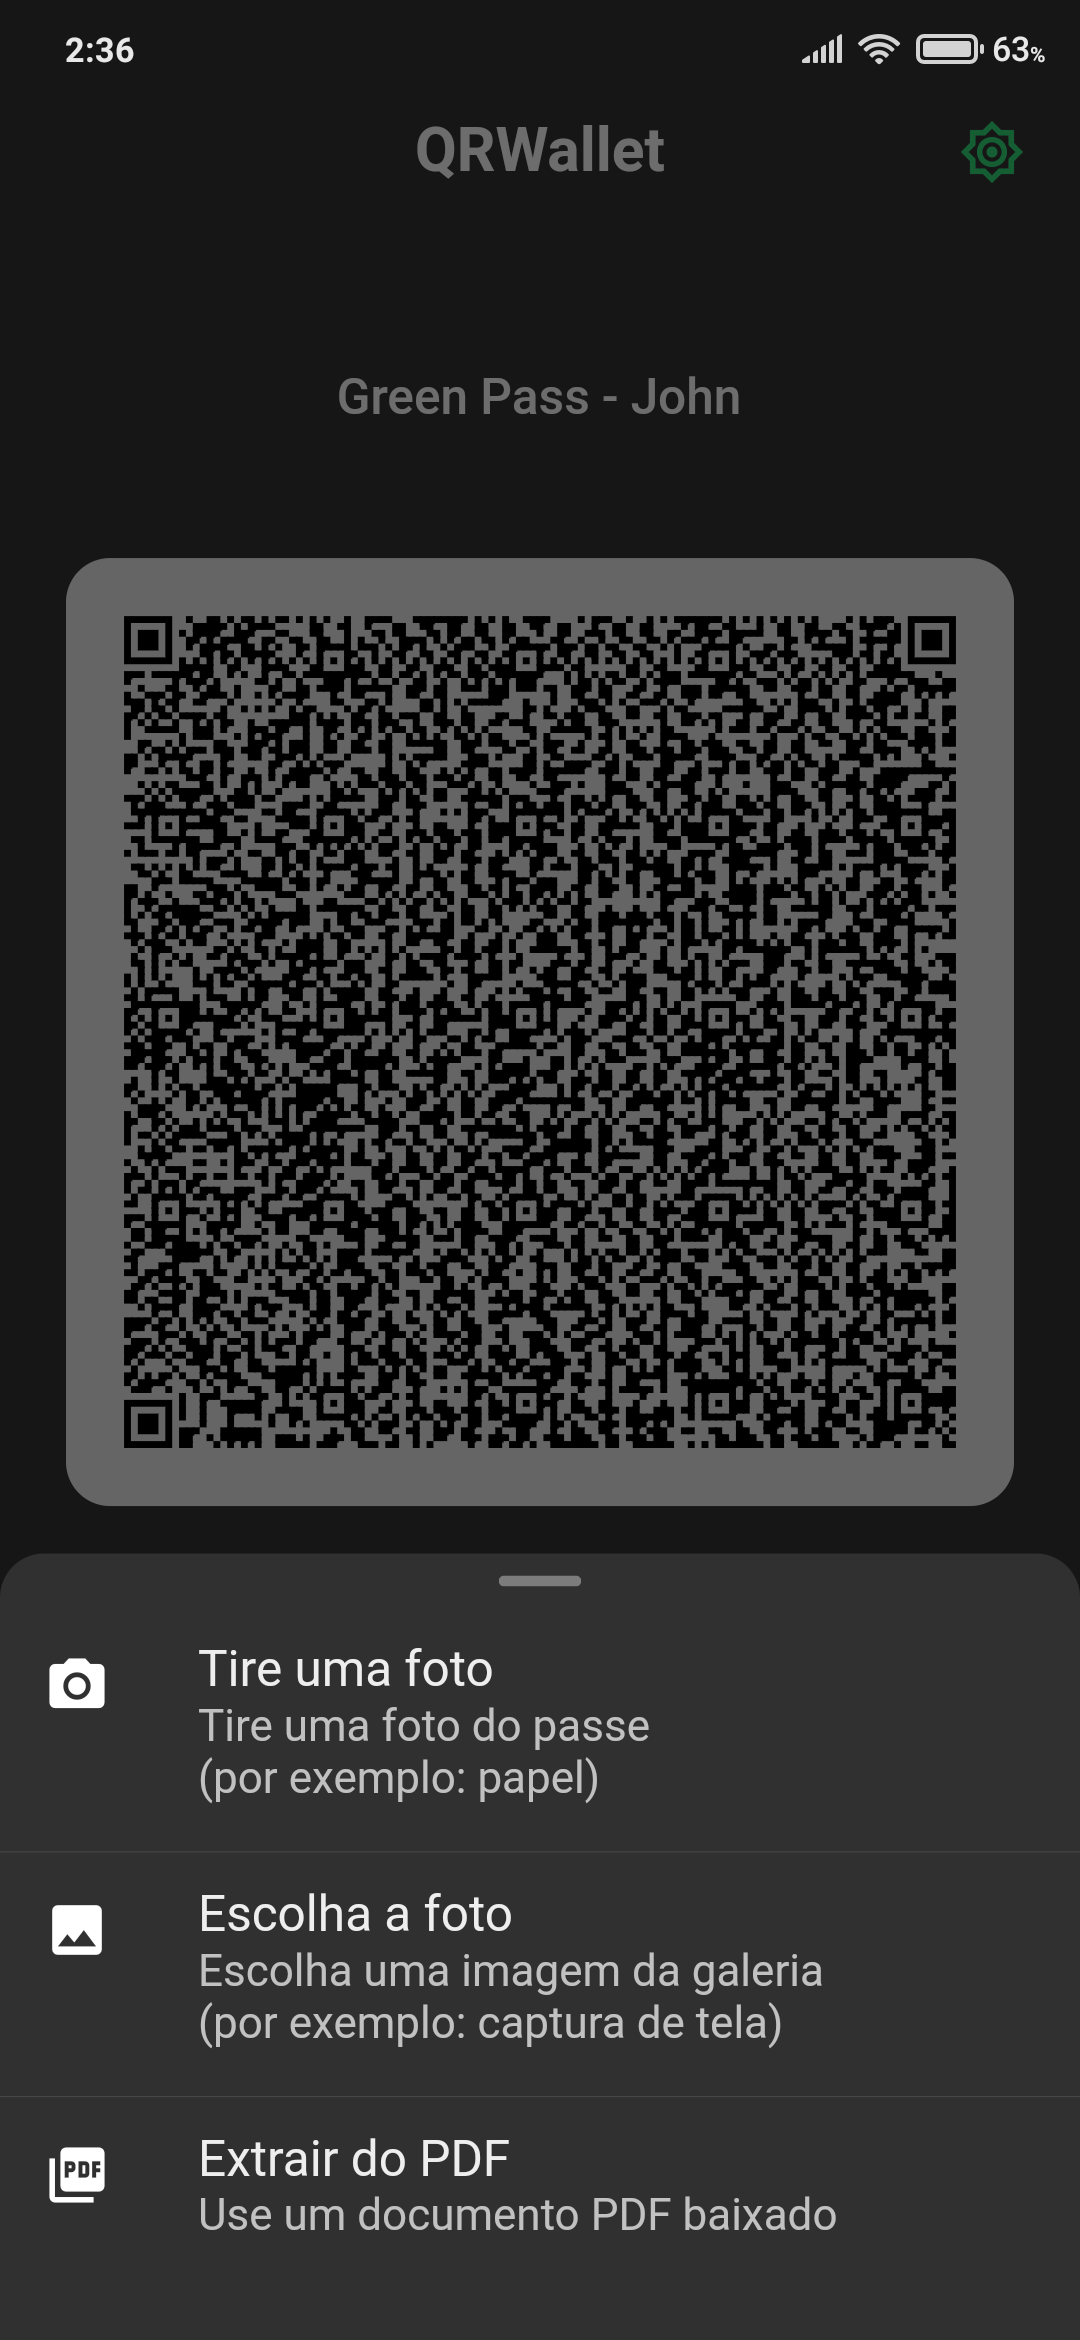 2:36
63%
QRWallet
Green Pass - John
Tire uma foto
Tire uma foto do passe
(por exemplo: papel)
Escolha a foto
Escolha uma imagem da galeria
(por exemplo: captura de tela)
PDF
Extrair do PDF
Use um documento PDF baixado